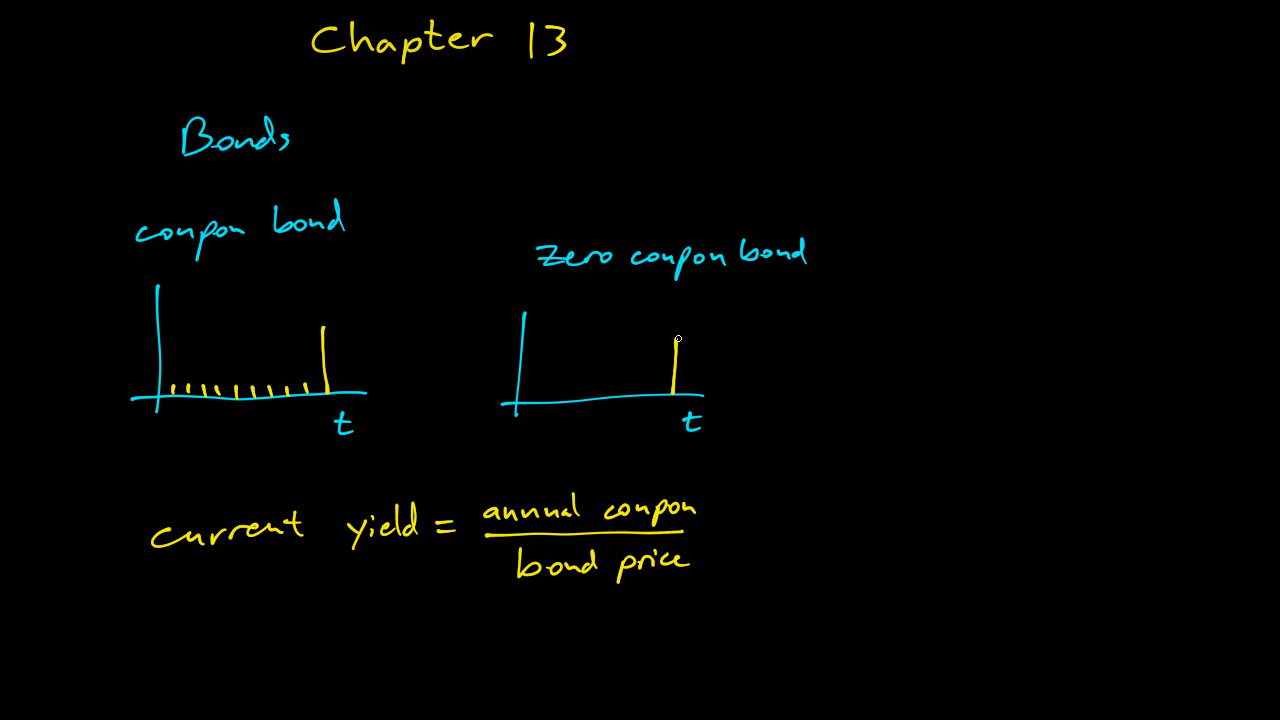 Chapter 13
Bonds
coupon bond
Zero coupon bond
t
t
current yield = annual coupon
bond price